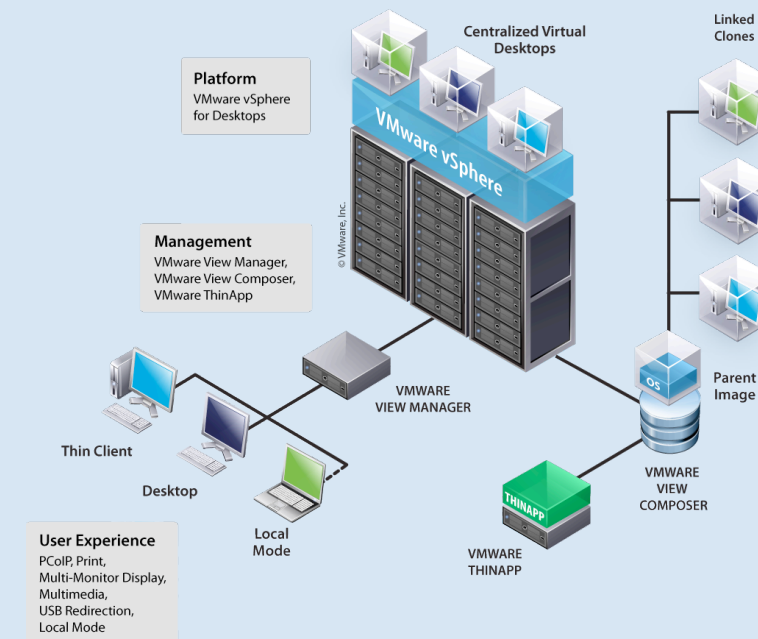 Centralized Virtual
Desktops
Linked
Clones
Platform
VMware vSphere
for Desktops
VMware vSphere
© VMware, Inc.
Management
VMware View Manager,
VMware View Composer,
VMware ThinApp
VMWARE
VIEW MANAGER
OS
Parent
Image
Thin Client
Desktop
Local
Mode
VMWARE
VIEW
COMPOSER
THINAPP
VMWARE
THINAPP
User Experience
PCoIP, Print,
Multi-Monitor Display,
Multimedia,
USB Redirection,
Local Mode